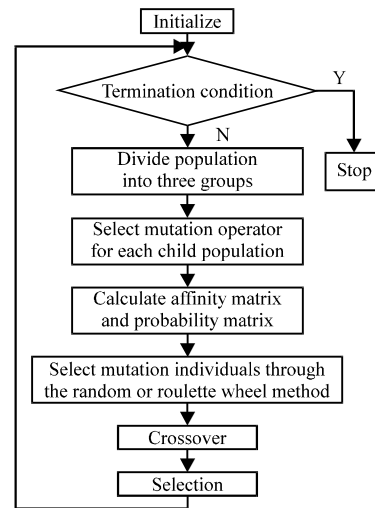 Initialize
Termination condition
Y
N
Stop
Divide population
into three groups
Select mutation operator
for each child population
Calculate affinity matrix
and probability matrix
Select mutation individuals through
the random or roulette wheel method
Crossover
Selection